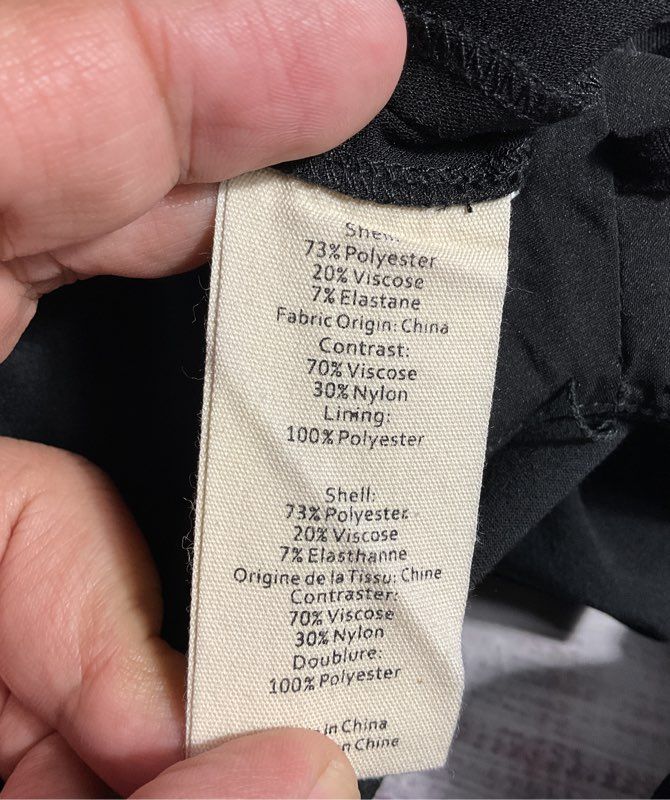 Shell:
73% Polyester
20% Viscose
7% Elastane
Fabric Origin: China
Contrast:
70% Viscose
30% Nylon
Lining:
100% Polyester
Shell:
73% Polyester
20% Viscose
7% Elasthanne
Origine de la Tissu: Chine
Contraster:
70% Viscose
30% Nylon
Doublure:
100% Polyester
in China
Chine